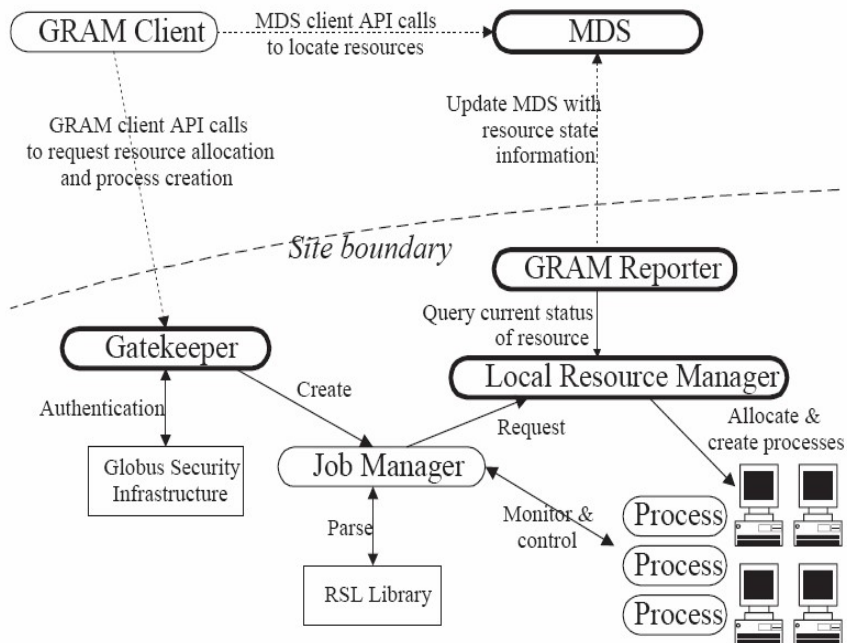 GRAM Client
MDS client API calls
to locate resources
MDS
GRAM client API calls
to request resource allocation
and process creation
Update MDS with
resource state
information
Site boundary
GRAM Reporter
Query current status
of resource
Gatekeeper
Local Resource Manager
Authentication
Create
Request
Allocate &
create processes
Globus Security
Infrastructure
Job Manager
Parse
Monitor &
control
Process
Process
Process
RSL Library